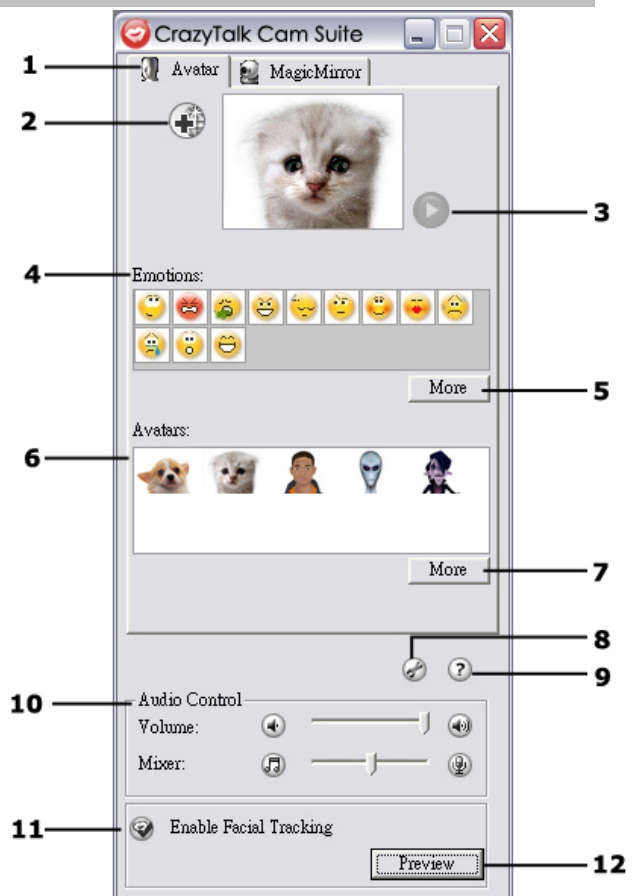 CrazyTalk Cam Suite
1 Avatar MagicMirror
2
3
4 Emotions:
More 5
Avatars:
6
More 7
8
? 9
10 Audio Control
Volume:
Mixer:
11 Enable Facial Tracking
Preview 12